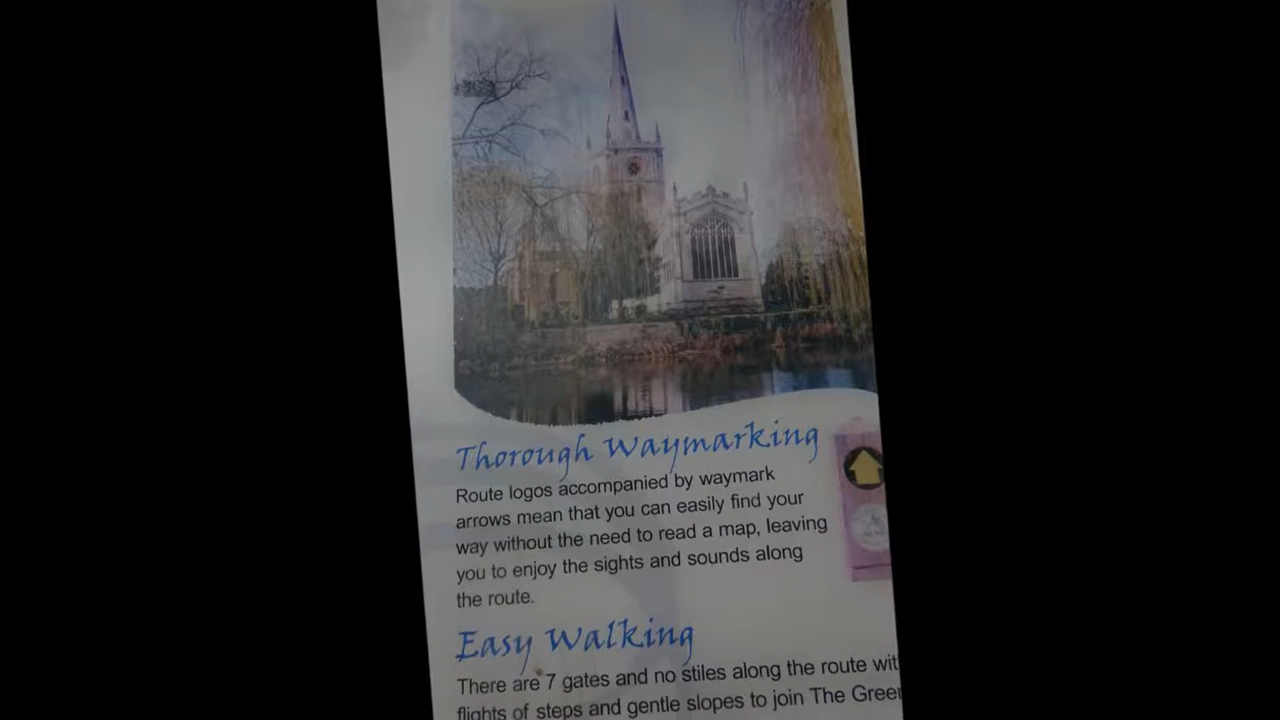 Thorough Waymarking
Route logos accompanied by waymark
arrows mean that you can easily find your
way without the need to read a map, leaving
you to enjoy the sights and sounds along
the route.
Easy Walking
There are 7 gates and no stiles along the route
flights of steps and gentle slopes to join The